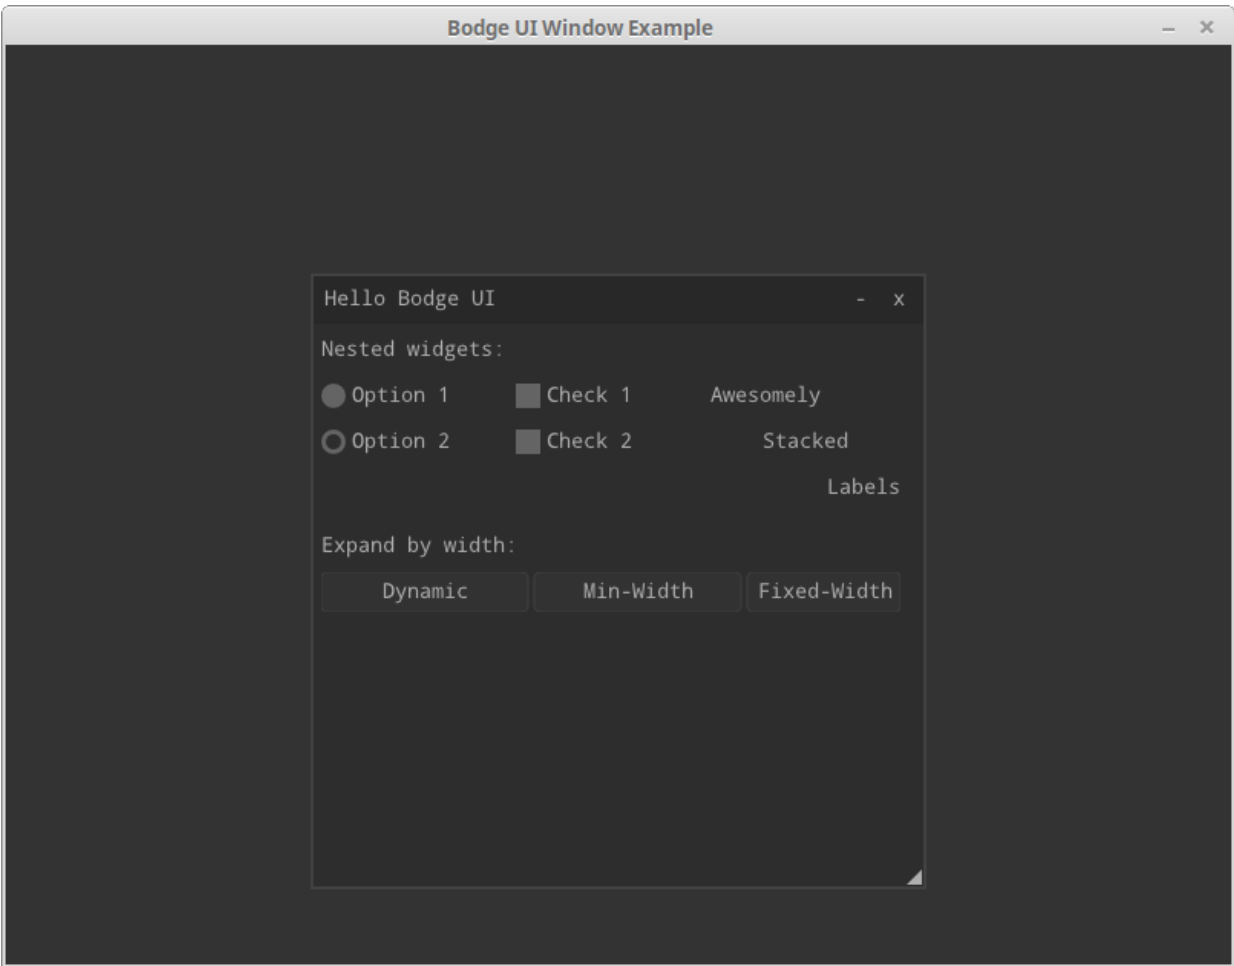 Bodge UI Window Example
Hello Bodge UI - x
Nested widgets:
Option 1 Check 1 Awesomely
Option 2 Check 2 Stacked
Labels
Expand by width:
Dynamic Min-Width Fixed-Width